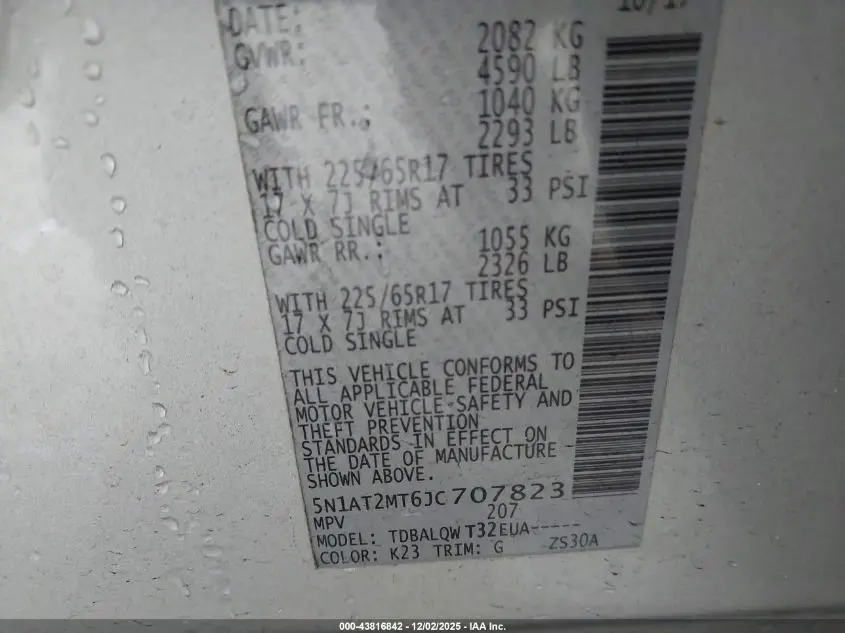 DATE: 10/17
GVWR: 2082 KG
4590 LB
GAWR FR.: 1040 KG
2293 LB
WITH 225/65R17 TIRES
17 X 7J RIMS AT 33 PSI
COLD SINGLE
GAWR RR.: 1055 KG
2326 LB
WITH 225/65R17 TIRES
17 X 7J RIMS AT 33 PSI
COLD SINGLE
THIS VEHICLE CONFORMS TO
ALL APPLICABLE FEDERAL
MOTOR VEHICLE-SAFETY AND
THEFT PREVENTION
STANDARDS IN EFFECT ON
THE DATE OF MANUFACTURE
SHOWN ABOVE.
5N1AT2MT6JC707823
MPV 207
MODEL: TDBALQWT32EUA-----
COLOR: K23 TRIM: G ZS30A
000-43816842 - 12/02/2025 - IAA Inc.